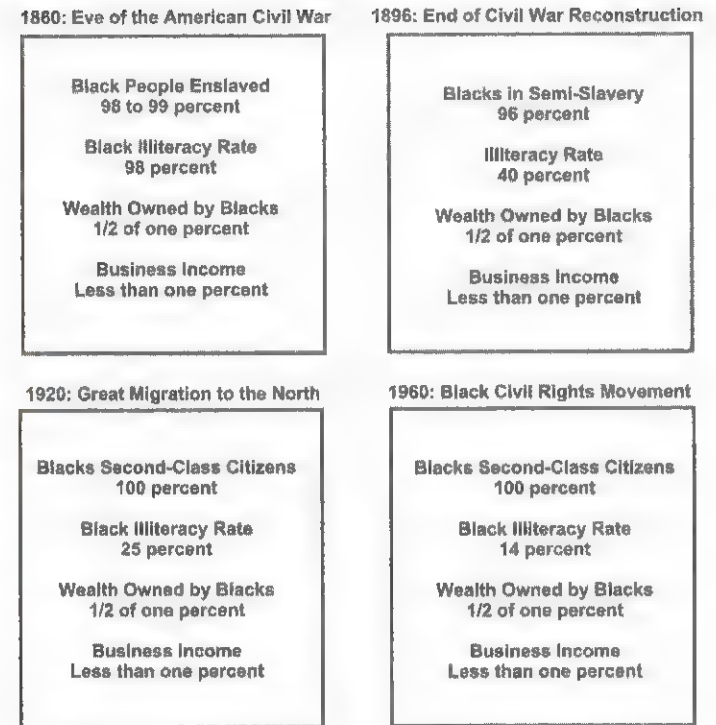 1860: Eve of the American Civil War
Black People Enslaved
98 to 99 percent
Black Illiteracy Rate
98 percent
Wealth Owned by Blacks
1/2 of one percent
Business Income
Less than one percent
1896: End of Civil War Reconstruction
Blacks in Semi-Slavery
96 percent
Illiteracy Rate
40 percent
Wealth Owned by Blacks
1/2 of one percent
Business Income
Less than one percent
1920: Great Migration to the North
Blacks Second-Class Citizens
100 percent
Black Illiteracy Rate
25 percent
Wealth Owned by Blacks
1/2 of one percent
Business Income
Less than one percent
1960: Black Civil Rights Movement
Blacks Second-Class Citizens
100 percent
Black Illiteracy Rate
14 percent
Wealth Owned by Blacks
1/2 of one percent
Business Income
Less than one percent